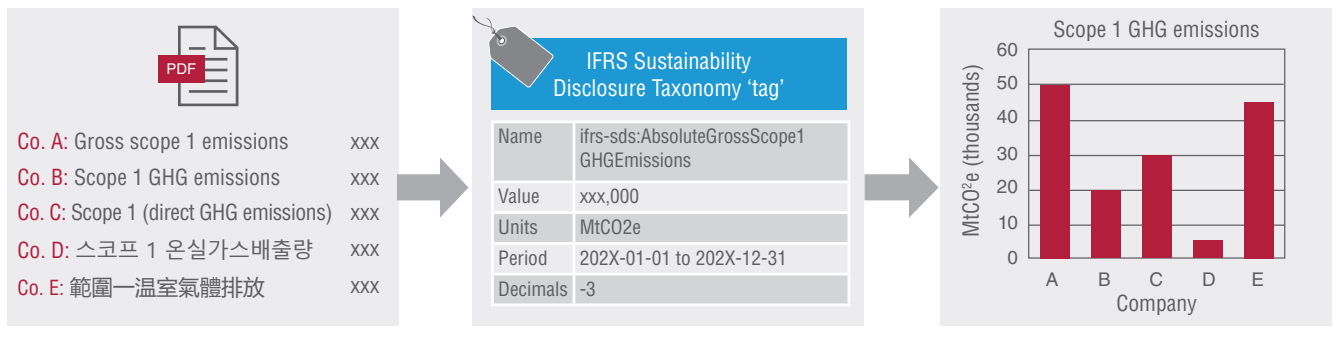 PDF
Co. A: Gross scope 1 emissions xxx
Co. B: Scope 1 GHG emissions xxx
Co. C: Scope 1 (direct GHG emissions) xxx
Co. D: 스코프 1 온실가스배출량 xxx
Co. E: 範圍一温室氣體排放 xxx
IFRS Sustainability
Disclosure Taxonomy ‘tag’
Name ifrs-sds:AbsoluteGrossScope1
GHGEmissions
Value xxx,000
Units MtCO2e
Period 202X-01-01 to 202X-12-31
Decimals -3
Scope 1 GHG emissions
MtCO²e (thousands)
60
50
40
30
20
10
0
A B C D E
Company